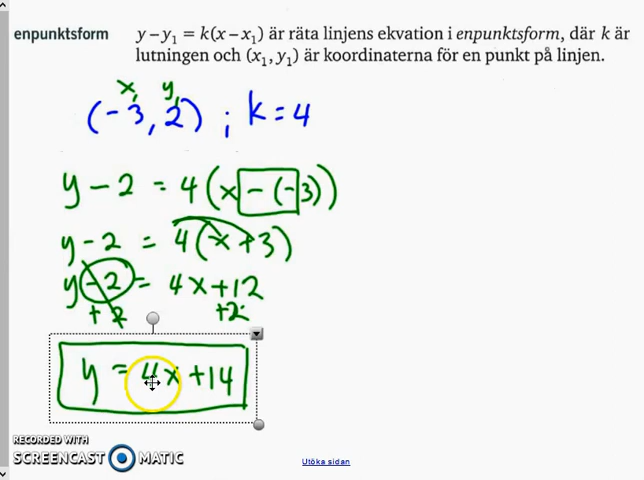 enpunktsform y – y₁ = k(x – x₁) är räta linjens ekvation i enpunktsform, där k är
lutningen och (x₁, y₁) är koordinaterna för en punkt på linjen.
x₁ y₁
(-3, 2) ; k = 4
y - 2 = 4(x - (-3))
y - 2 = 4(x + 3)
y - 2 = 4x + 12
+ 2 + 2
y = 4x + 14
RECORDED WITH
SCREENCAST MATIC
Utöka sidan